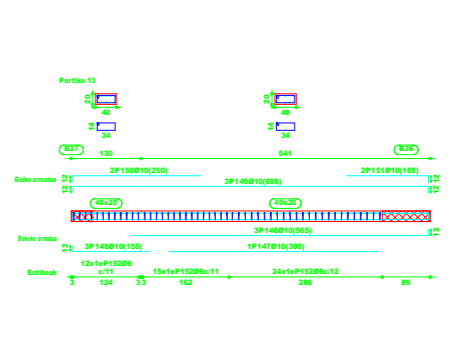 Portiko 13
20
40
20
40
14
34
14
34
B37
B36
130
541
2P150Ø10(250)
2P151Ø10(165)
Goiko armatua
12
12
3P149Ø10(688)
12
12
40x20
40x20
3P146Ø10(565)
12
Beheko armatua
12
3P148Ø10(155)
1P147Ø10(390)
12x1eP152Ø6
c/11
15x1eP152Ø6c/11
24x1eP152Ø6c/12
Estriboak
3
124
3
3
162
286
89